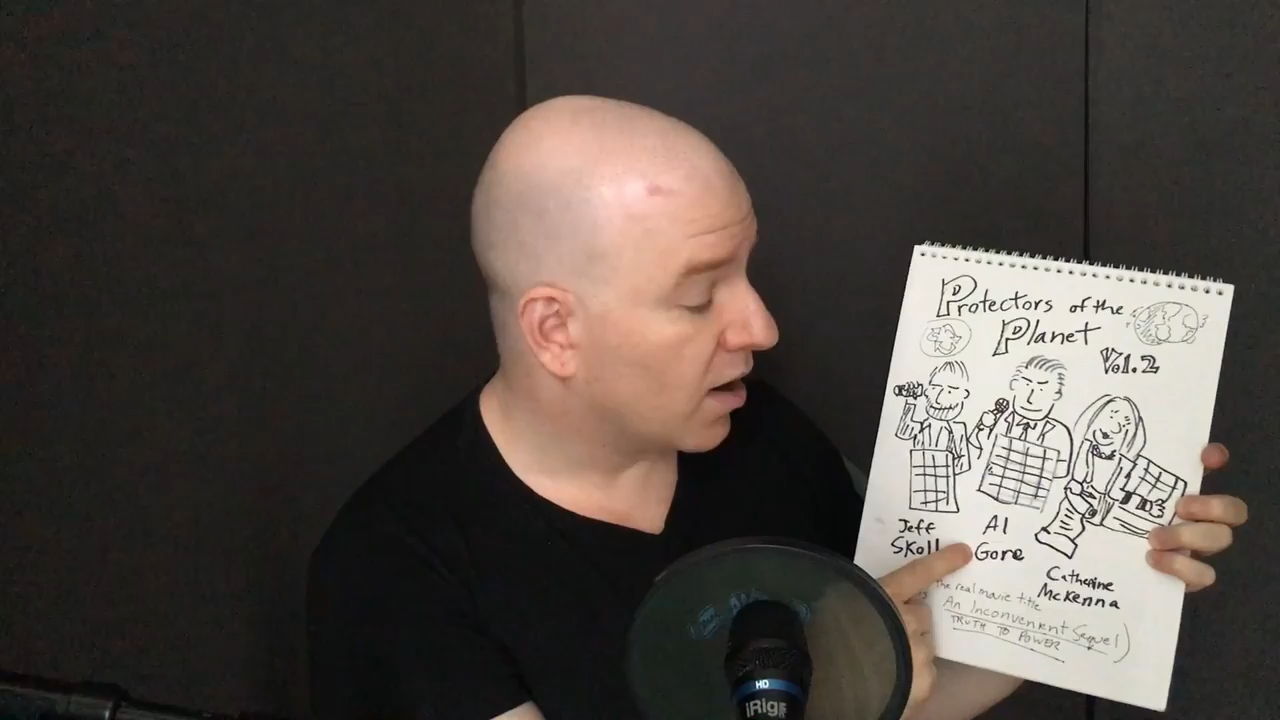 Protectors of the
Planet
Vol. 2
Jeff
Skoll
Al
Gore
Catherine
McKenna
the real movie title
An Inconvenient Sequel)
TRUTH TO POWER
HD
iRig